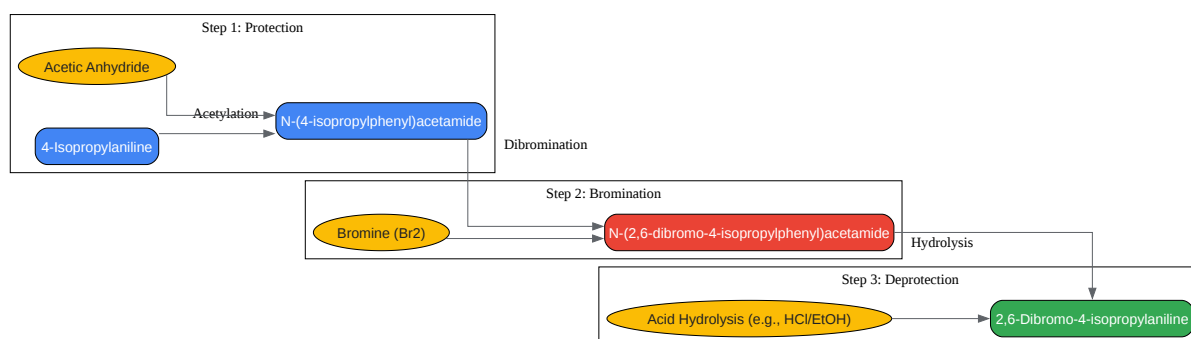 Step 1: Protection
Acetic Anhydride
Acetylation
N-(4-isopropylphenyl)acetamide
4-Isopropylaniline
Dibromination
Step 2: Bromination
Bromine (Br2)
N-(2,6-dibromo-4-isopropylphenyl)acetamide
Hydrolysis
Step 3: Deprotection
Acid Hydrolysis (e.g., HCl/EtOH)
2,6-Dibromo-4-isopropylaniline